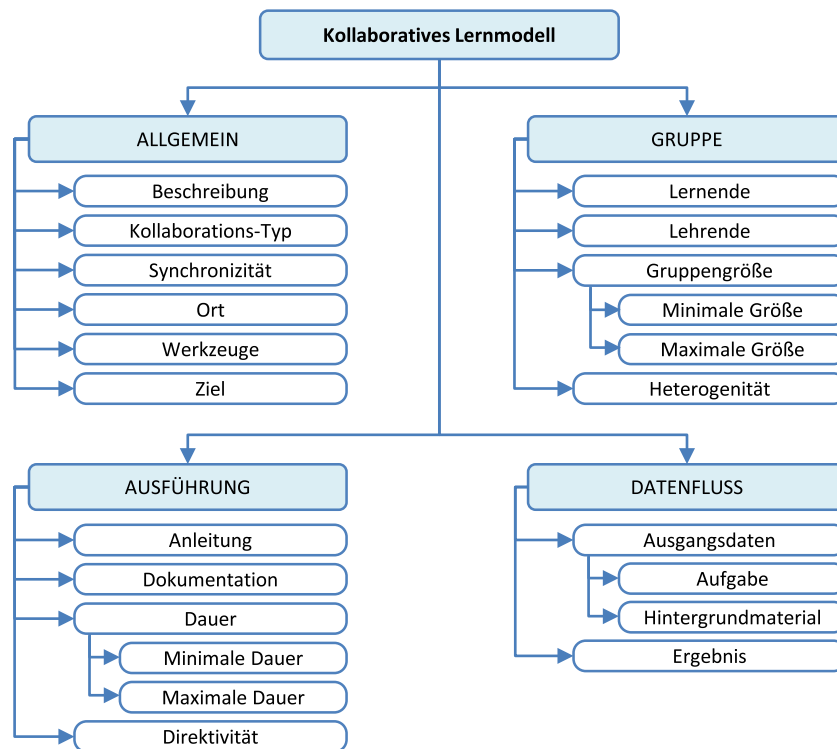 Kollaboratives Lernmodell
ALLGEMEIN
Beschreibung
Kollaborations-Typ
Synchronizität
Ort
Werkzeuge
Ziel
GRUPPE
Lernende
Lehrende
Gruppengröße
Minimale Größe
Maximale Größe
Heterogenität
AUSFÜHRUNG
Anleitung
Dokumentation
Dauer
Minimale Dauer
Maximale Dauer
Direktivität
DATENFLUSS
Ausgangsdaten
Aufgabe
Hintergrundmaterial
Ergebnis